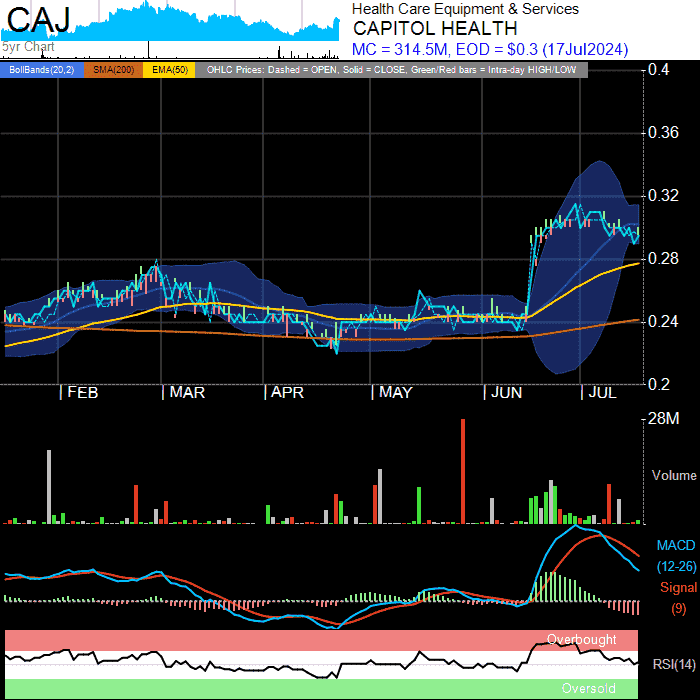 CAJ
5yr Chart
Health Care Equipment & Services
CAPITOL HEALTH
MC = 314.5M, EOD = $0.3 (17Jul2024)
BollBands(20,2) SMA(200) EMA(50) OHLC Prices: Dashed = OPEN, Solid = CLOSE, Green/Red bars = Intra-day HIGH/LOW
0.4
0.36
0.32
0.28
0.24
0.2
FEB MAR APR MAY JUN JUL
28M
Volume
MACD
(12-26)
Signal
(9)
Overbought
RSI(14)
Oversold